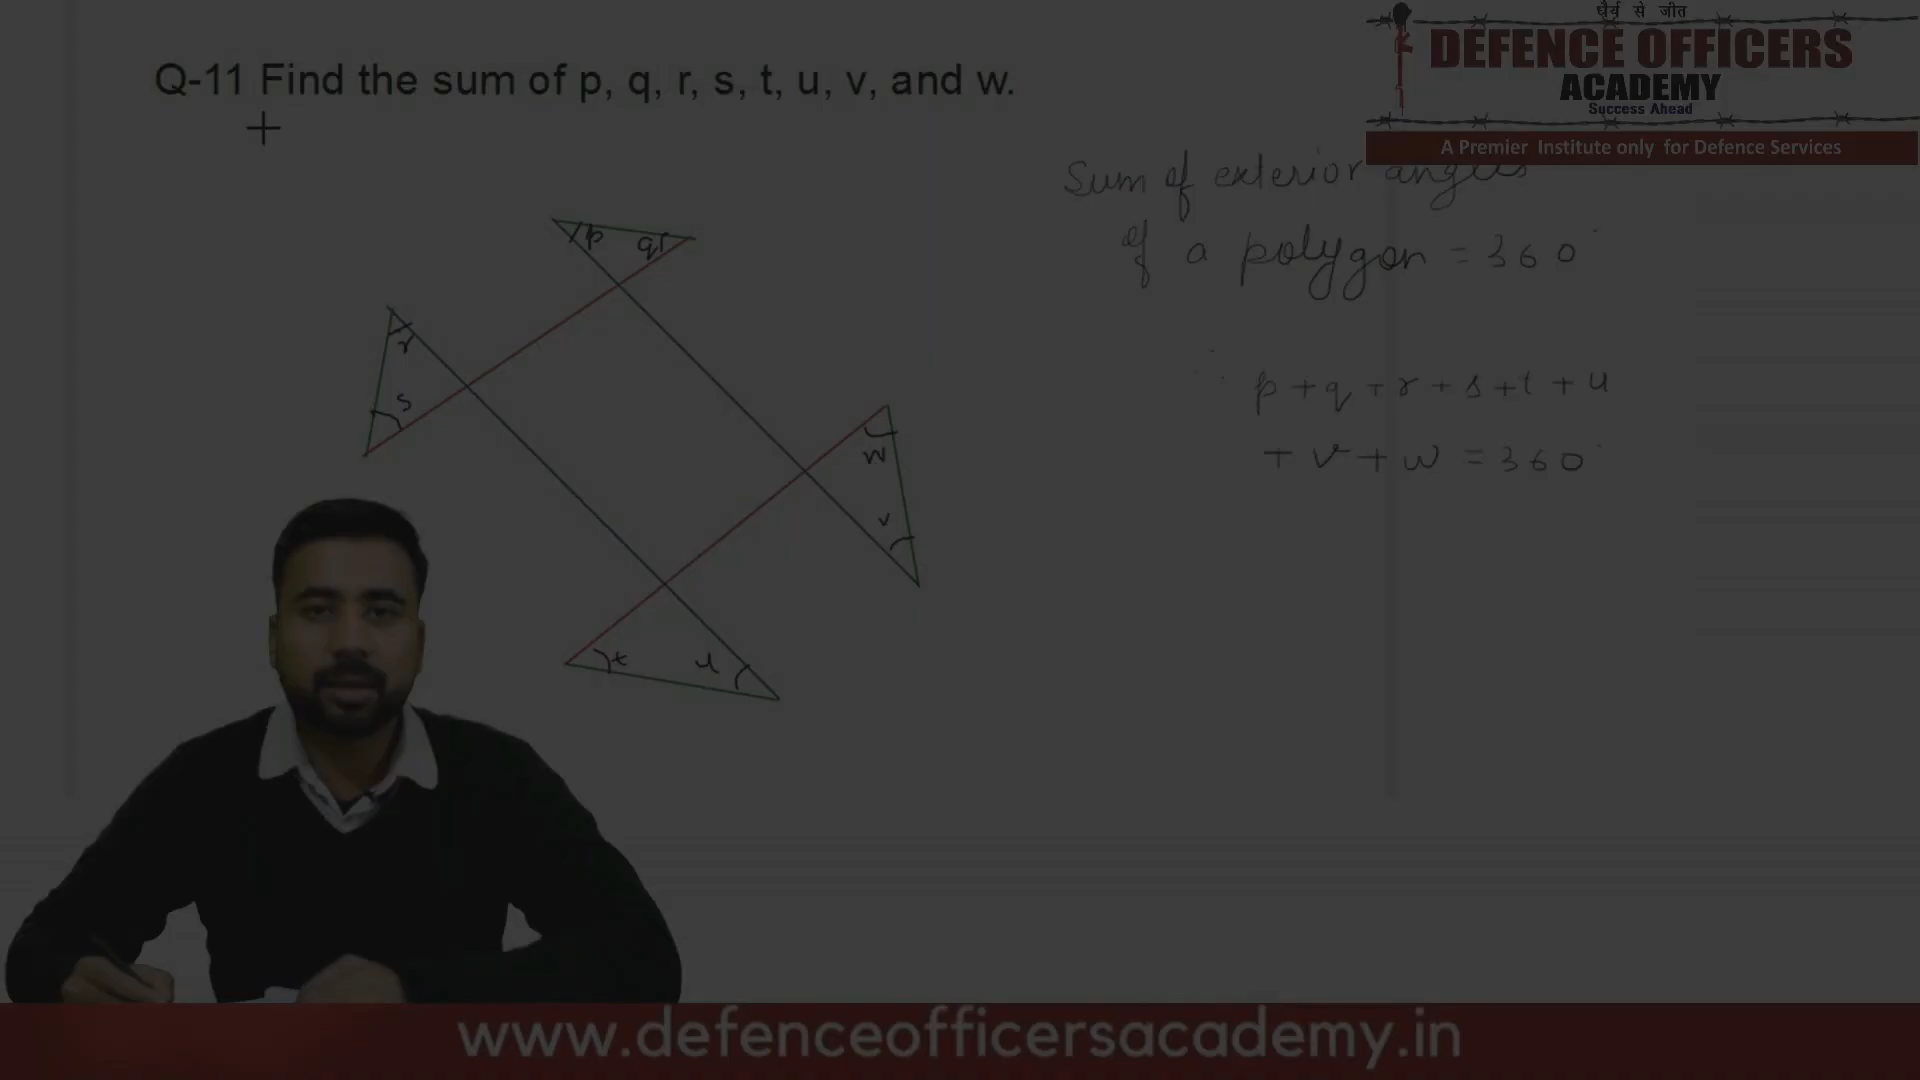 धैर्य से जीत
DEFENCE OFFICERS
ACADEMY
Success Ahead
A Premier Institute only for Defence Services
Q-11 Find the sum of p, q, r, s, t, u, v, and w.
Sum of exterior angles
of a polygon = 360°
p + q + r + s + t + u
+ v + w = 360°
p
q
r
s
w
v
t
u
www.defenceofficersacademy.in